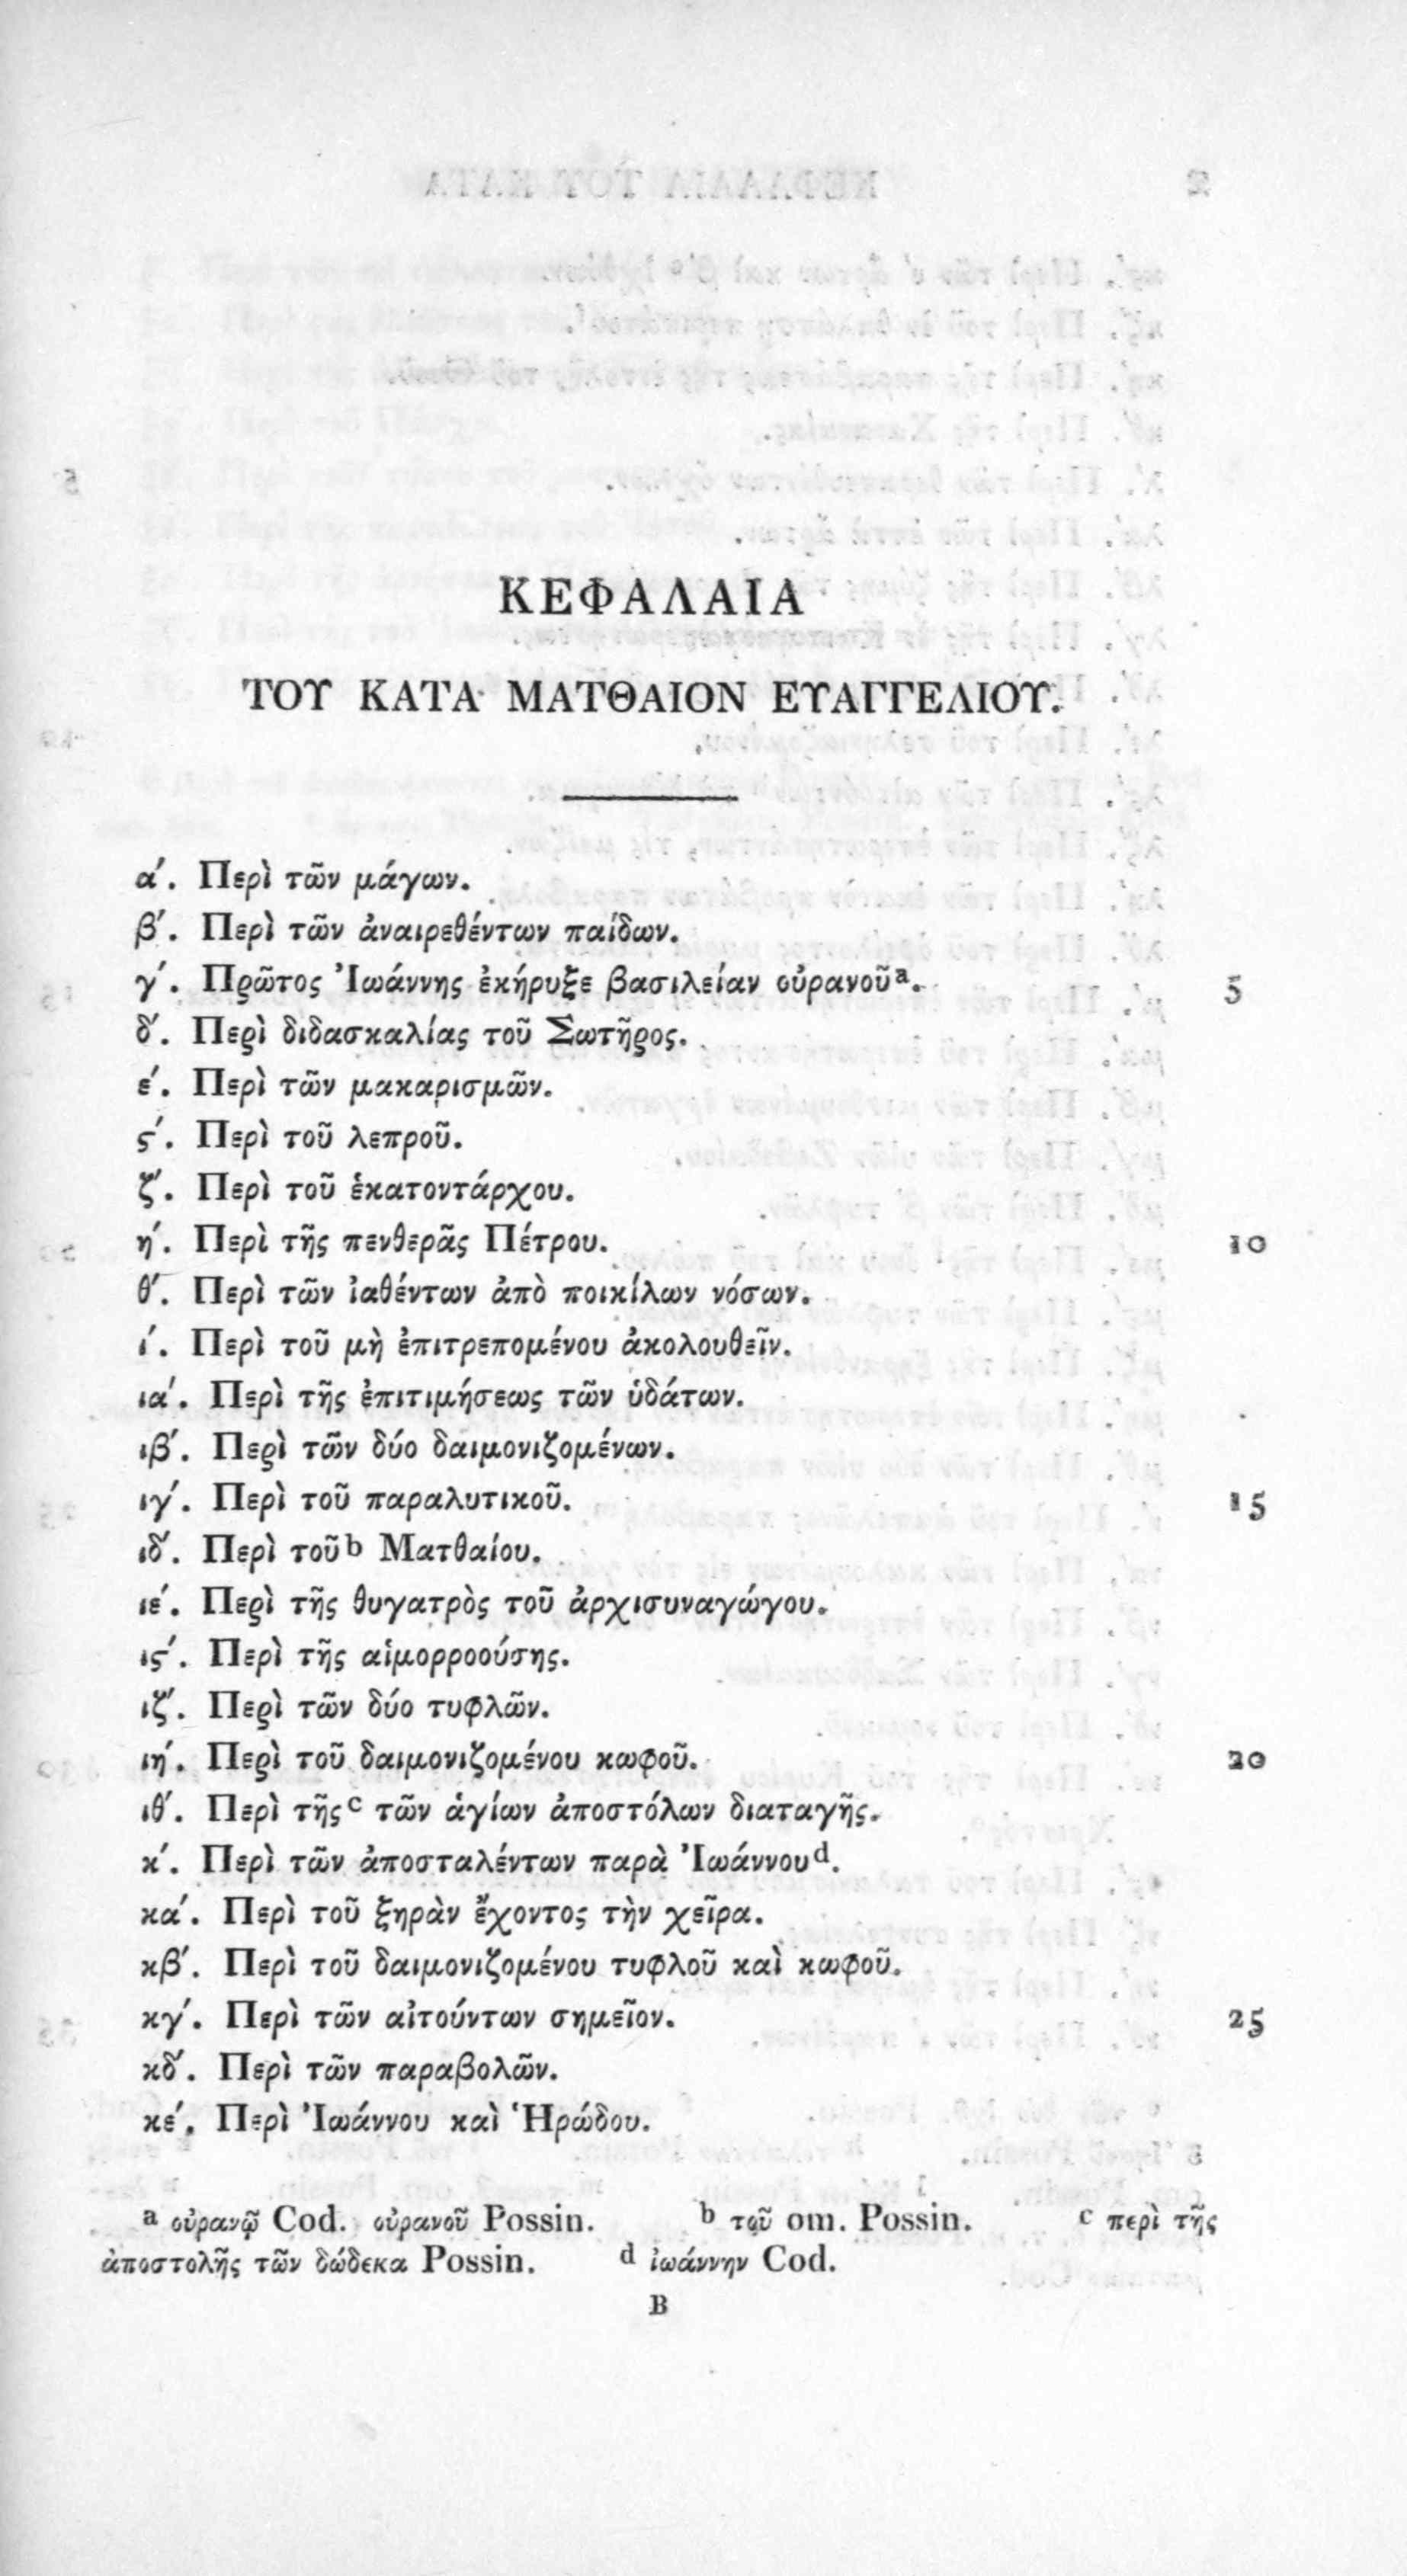 ΚΕΦΑΛΑΙΑ
ΤΟΥ ΚΑΤΑ ΜΑΤΘΑΙΟΝ ΕΥΑΓΓΕΛΙΟΥ.
α΄. Περὶ τῶν μάγων.
β΄. Περὶ τῶν ἀναιρεθέντων παίδων.
γ΄. Πρῶτος Ἰωάννης ἐκήρυξε βασιλείαν οὐρανοῦᵃ. 5
δ΄. Περὶ διδασκαλίας τοῦ Σωτῆρος.
ε΄. Περὶ τῶν μακαρισμῶν.
ϛ΄. Περὶ τοῦ λεπροῦ.
ζ΄. Περὶ τοῦ ἑκατοντάρχου.
η΄. Περὶ τῆς πενθερᾶς Πέτρου. 10
θ΄. Περὶ τῶν ἰαθέντων ἀπὸ ποικίλων νόσων.
ι΄. Περὶ τοῦ μὴ ἐπιτρεπομένου ἀκολουθεῖν.
ια΄. Περὶ τῆς ἐπιτιμήσεως τῶν ὑδάτων.
ιβ΄. Περὶ τῶν δύο δαιμονιζομένων.
ιγ΄. Περὶ τοῦ παραλυτικοῦ. 15
ιδ΄. Περὶ τοῦᵇ Ματθαίου.
ιε΄. Περὶ τῆς θυγατρὸς τοῦ ἀρχισυναγώγου.
ιϛ΄. Περὶ τῆς αἱμορροούσης.
ιζ΄. Περὶ τῶν δύο τυφλῶν.
ιη΄. Περὶ τοῦ δαιμονιζομένου κωφοῦ. 20
ιθ΄. Περὶ τῆςᶜ τῶν ἁγίων ἀποστόλων διαταγῆς.
κ΄. Περὶ τῶν ἀποσταλέντων παρὰ Ἰωάννουᵈ.
κα΄. Περὶ τοῦ ξηρὰν ἔχοντος τὴν χεῖρα.
κβ΄. Περὶ τοῦ δαιμονιζομένου τυφλοῦ καὶ κωφοῦ.
κγ΄. Περὶ τῶν αἰτούντων σημεῖον. 25
κδ΄. Περὶ τῶν παραβολῶν.
κε΄. Περὶ Ἰωάννου καὶ Ἡρώδου.
ᵃ οὐρανῷ Cod. οὐρανοῦ Possin. ᵇ τοῦ om. Possin. ᶜ περὶ τῆς
ἀποστολῆς τῶν δώδεκα Possin. ᵈ ἰωάννην Cod.
B